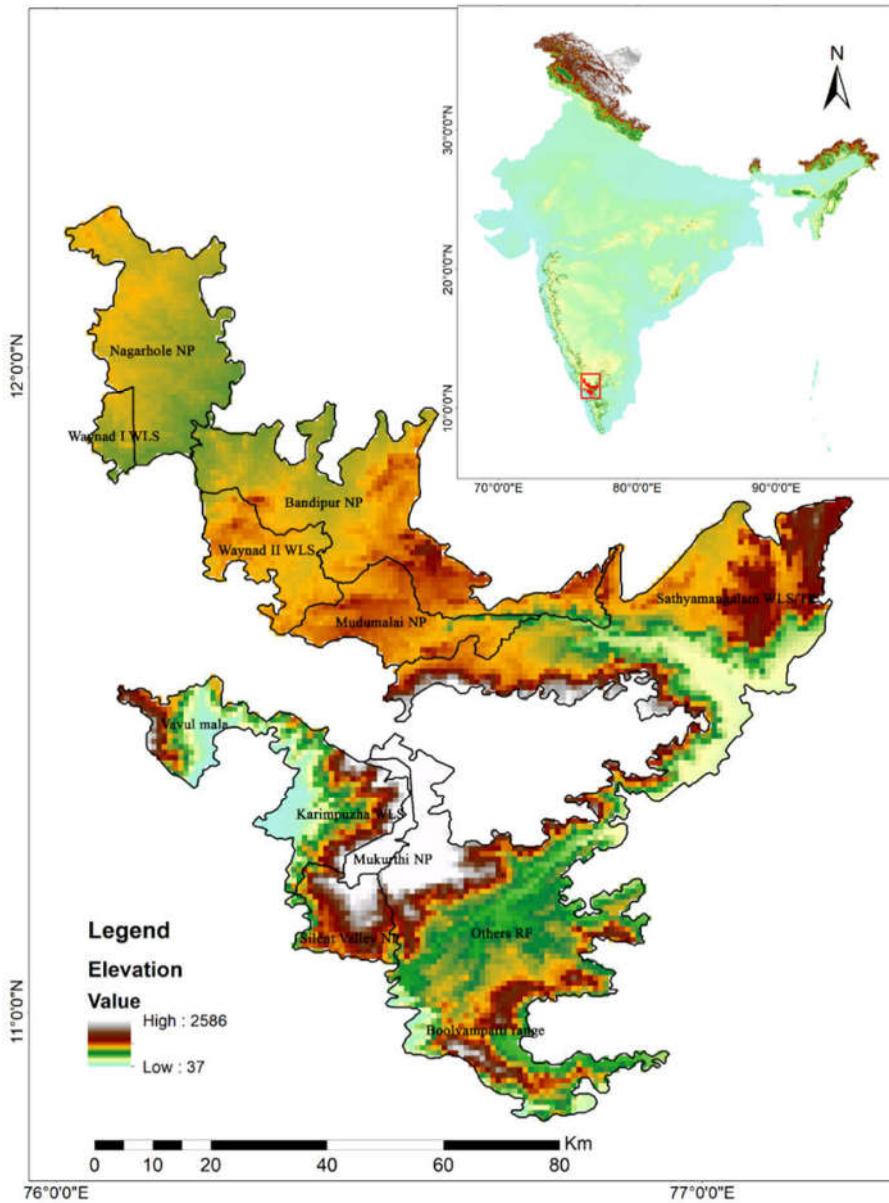 N
30°0'0"N
20°0'0"N
10°0'0"N
70°0'0"E
80°0'0"E
90°0'0"E
12°0'0"N
Nagarhole NP
Waynad I WLS
Bandipur NP
Waynad II WLS
Sathyamangalam WLS/TR
Mudumalai NP
Vavul mala
Karimpuzha WLS
Mukurthi NP
Others RF
Silent Valley NP
11°0'0"N
Boolvampatti range
Legend
Elevation
Value
High : 2586
Low : 37
Km
0 10 20 40 60 80
76°0'0"E
77°0'0"E